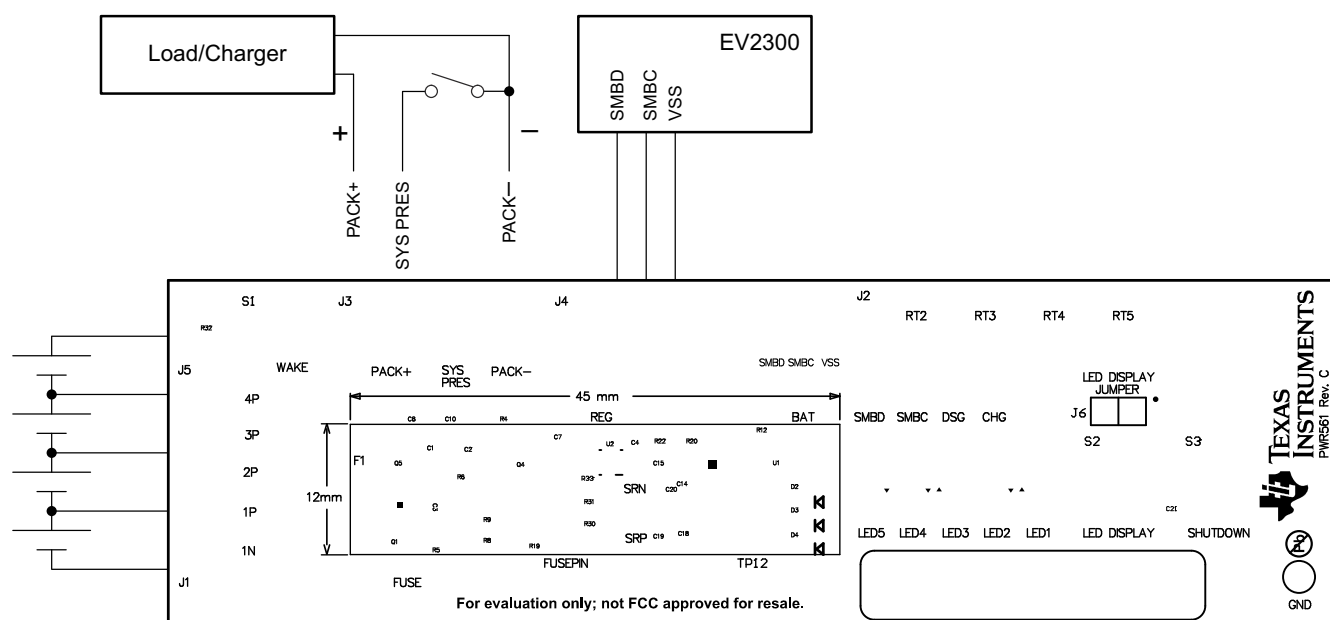 Load/Charger
EV2300
SMBD
SMBC
VSS
+
−
PACK+
SYS PRES
PACK−
S1
J3
J4
J2
R32
RT2 RT3 RT4 RT5
J5
WAKE
PACK+
SYS
PRES
PACK−
SMBD SMBC VSS
4P
3P
2P
1P
1N
J1
45 mm
12mm
C8 C10 R4 REG BAT
R12
C7 U2 C4 R22 R20
C1 C2
F1
Q5 Q4 C15 U1
R6 R33 SRN C20 C14 D2
C3 R31 D3
R9 R30 D4
Q1 R8 SRP C19 C18
R5 R19
FUSE
FUSEPIN
TP12
For evaluation only; not FCC approved for resale.
SMBD SMBC DSG CHG
LED DISPLAY
JUMPER
J6
S2 S3
C21
LED5 LED4 LED3 LED2 LED1 LED DISPLAY SHUTDOWN
TEXAS
INSTRUMENTS
PWR561 Rev. C
Pb
GND